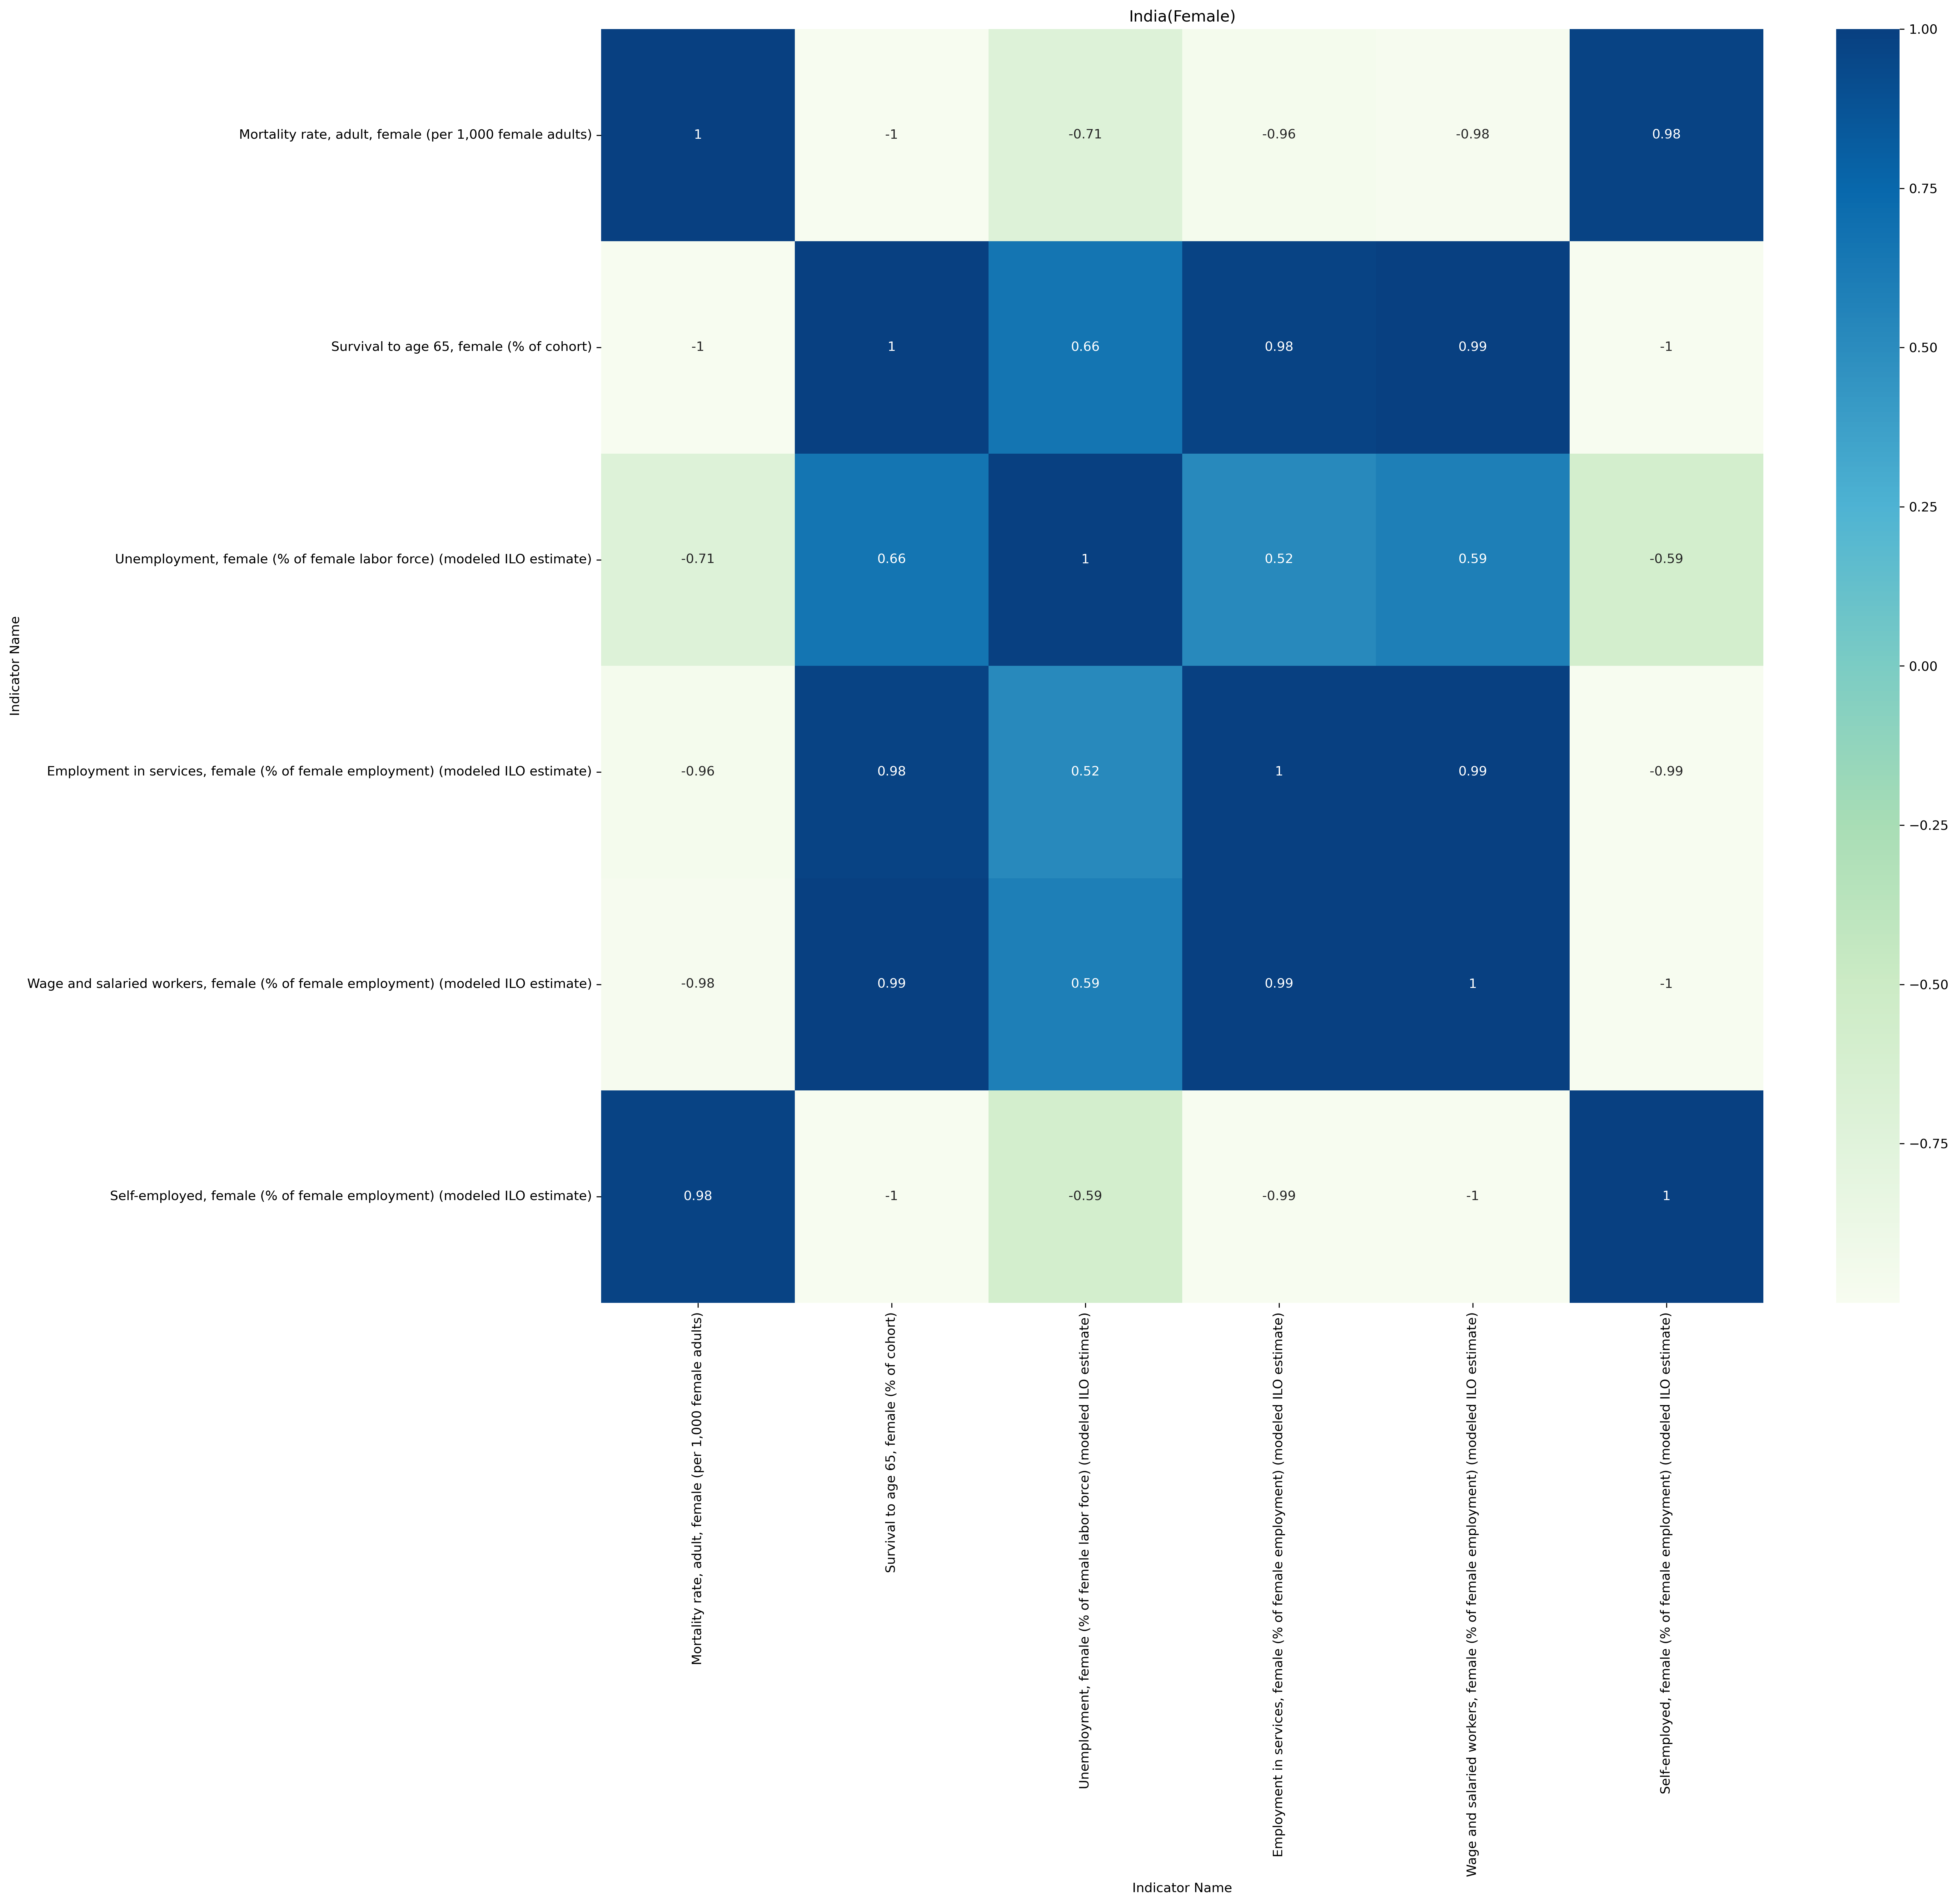 India(Female)
Mortality rate, adult, female (per 1,000 female adults)
1 -1 -0.71 -0.96 -0.98 0.98
Survival to age 65, female (% of cohort)
-1 1 0.66 0.98 0.99 -1
Unemployment, female (% of female labor force) (modeled ILO estimate)
-0.71 0.66 1 0.52 0.59 -0.59
Employment in services, female (% of female employment) (modeled ILO estimate)
-0.96 0.98 0.52 1 0.99 -0.99
Wage and salaried workers, female (% of female employment) (modeled ILO estimate)
-0.98 0.99 0.59 0.99 1 -1
Self-employed, female (% of female employment) (modeled ILO estimate)
0.98 -1 -0.59 -0.99 -1 1
Indicator Name
Mortality rate, adult, female (per 1,000 female adults)
Survival to age 65, female (% of cohort)
Unemployment, female (% of female labor force) (modeled ILO estimate)
Employment in services, female (% of female employment) (modeled ILO estimate)
Wage and salaried workers, female (% of female employment) (modeled ILO estimate)
Self-employed, female (% of female employment) (modeled ILO estimate)
Indicator Name
1.00
0.75
0.50
0.25
0.00
−0.25
−0.50
−0.75